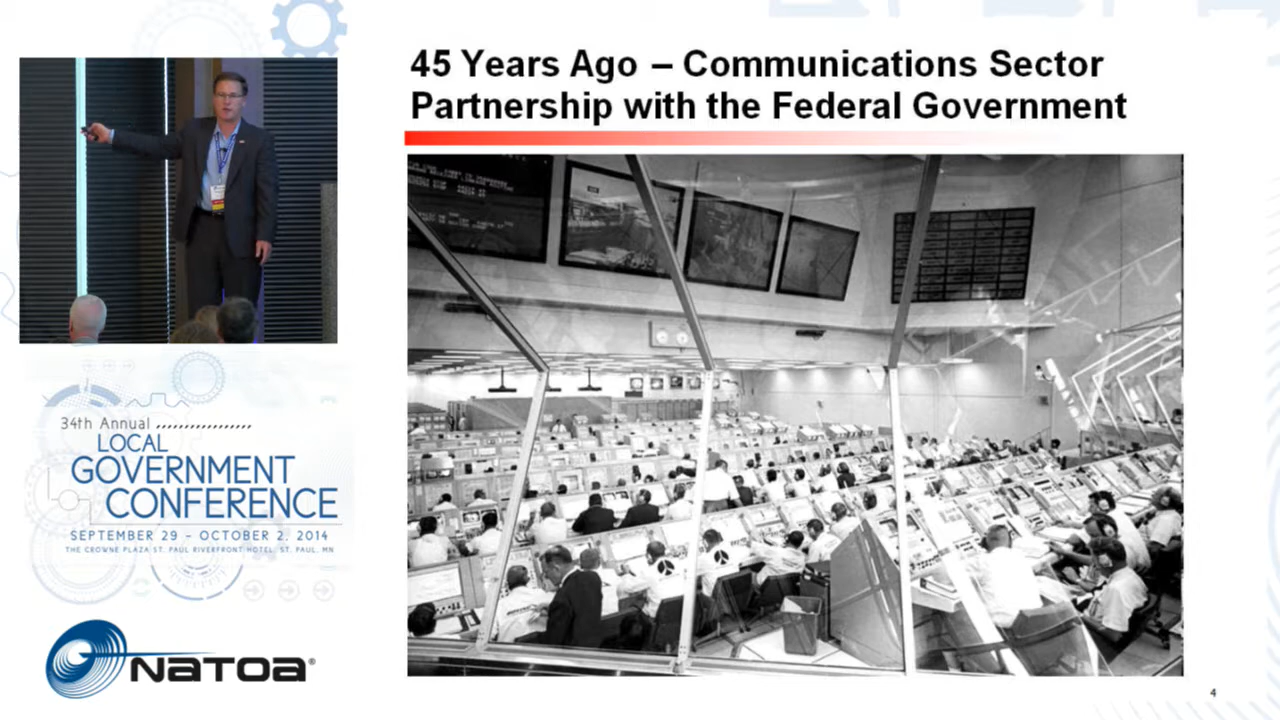 45 Years Ago – Communications Sector
Partnership with the Federal Government
34th Annual
LOCAL
GOVERNMENT
CONFERENCE
SEPTEMBER 29 – OCTOBER 2, 2014
THE CROWNE PLAZA ST. PAUL RIVERFRONT HOTEL, ST. PAUL, MN
NATOA®
4